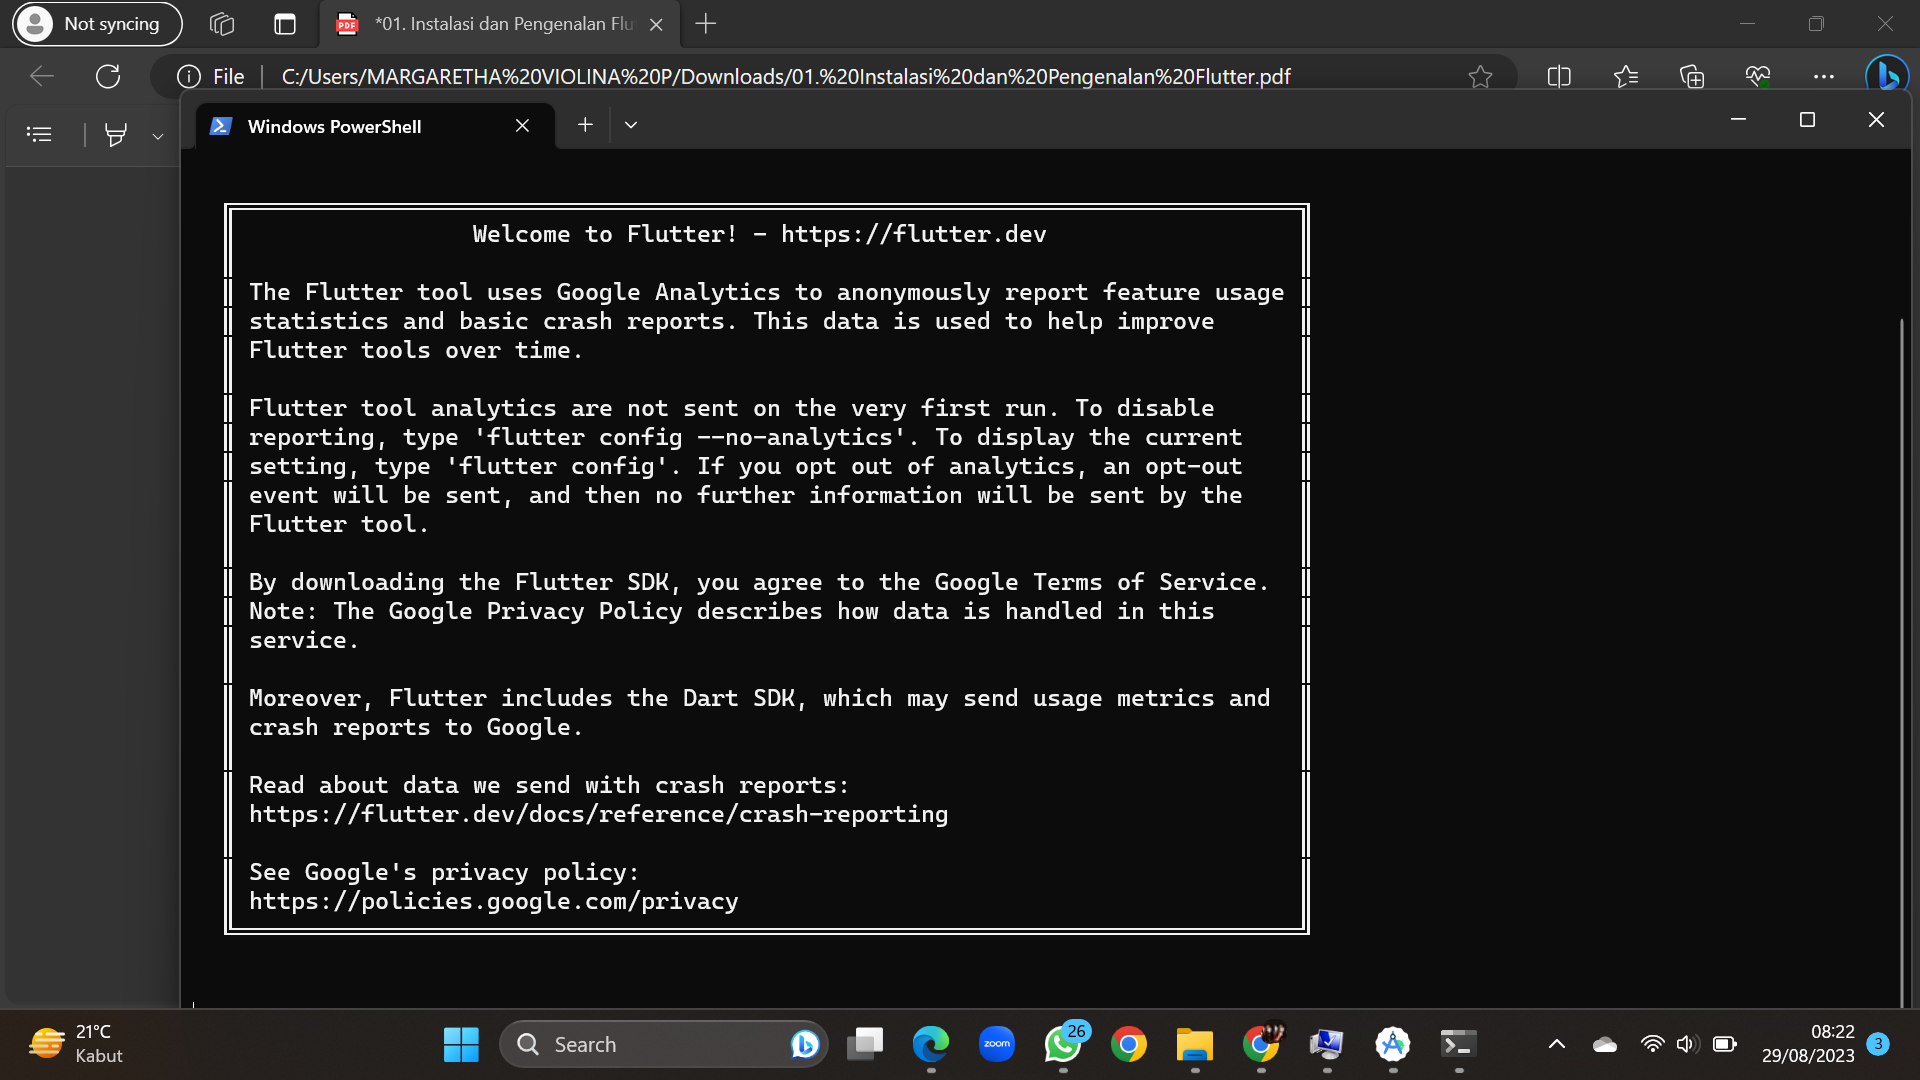 Not syncing
*01. Instalasi dan Pengenalan Flu
File
C:/Users/MARGARETHA%20VIOLINA%20P/Downloads/01.%20Instalasi%20dan%20Pengenalan%20Flutter.pdf
Windows PowerShell
Welcome to Flutter! - https://flutter.dev
The Flutter tool uses Google Analytics to anonymously report feature usage
statistics and basic crash reports. This data is used to help improve
Flutter tools over time.
Flutter tool analytics are not sent on the very first run. To disable
reporting, type 'flutter config --no-analytics'. To display the current
setting, type 'flutter config'. If you opt out of analytics, an opt-out
event will be sent, and then no further information will be sent by the
Flutter tool.
By downloading the Flutter SDK, you agree to the Google Terms of Service.
Note: The Google Privacy Policy describes how data is handled in this
service.
Moreover, Flutter includes the Dart SDK, which may send usage metrics and
crash reports to Google.
Read about data we send with crash reports:
https://flutter.dev/docs/reference/crash-reporting
See Google's privacy policy:
https://policies.google.com/privacy
21°C
Kabut
Search
zoom
26
08:22
29/08/2023
3